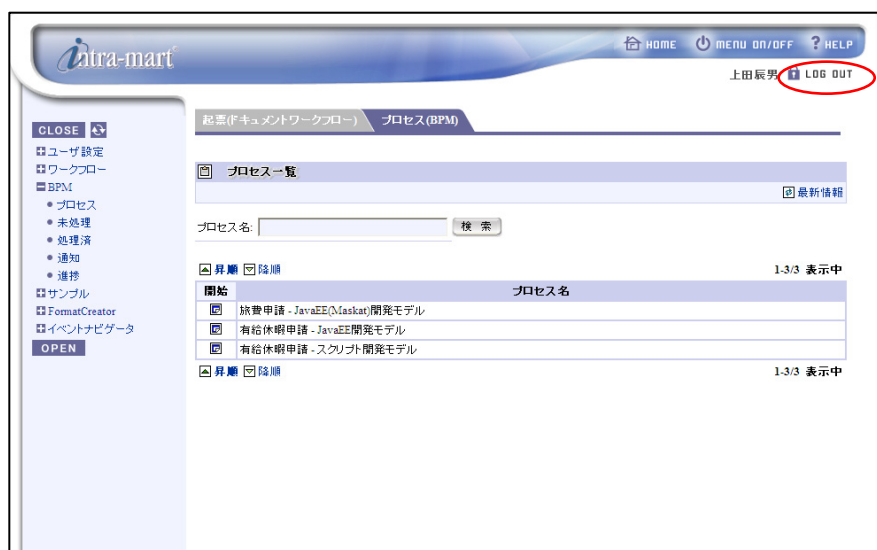 intra-mart
HOME MENU ON/OFF ? HELP
上田辰男 LOG OUT
起票(ドキュメントワークフロー) プロセス(BPM)
CLOSE
ユーザ設定
ワークフロー
BPM
プロセス
未処理
処理済
通知
進捗
サンプル
FormatCreator
イベントナビゲータ
OPEN
プロセス一覧
最新情報
プロセス名: 検 索
昇順 降順 1-3/3 表示中
開始 プロセス名
旅費申請 - JavaEE(Maskat)開発モデル
有給休暇申請 - JavaEE開発モデル
有給休暇申請 - スクリプト開発モデル
昇順 降順 1-3/3 表示中